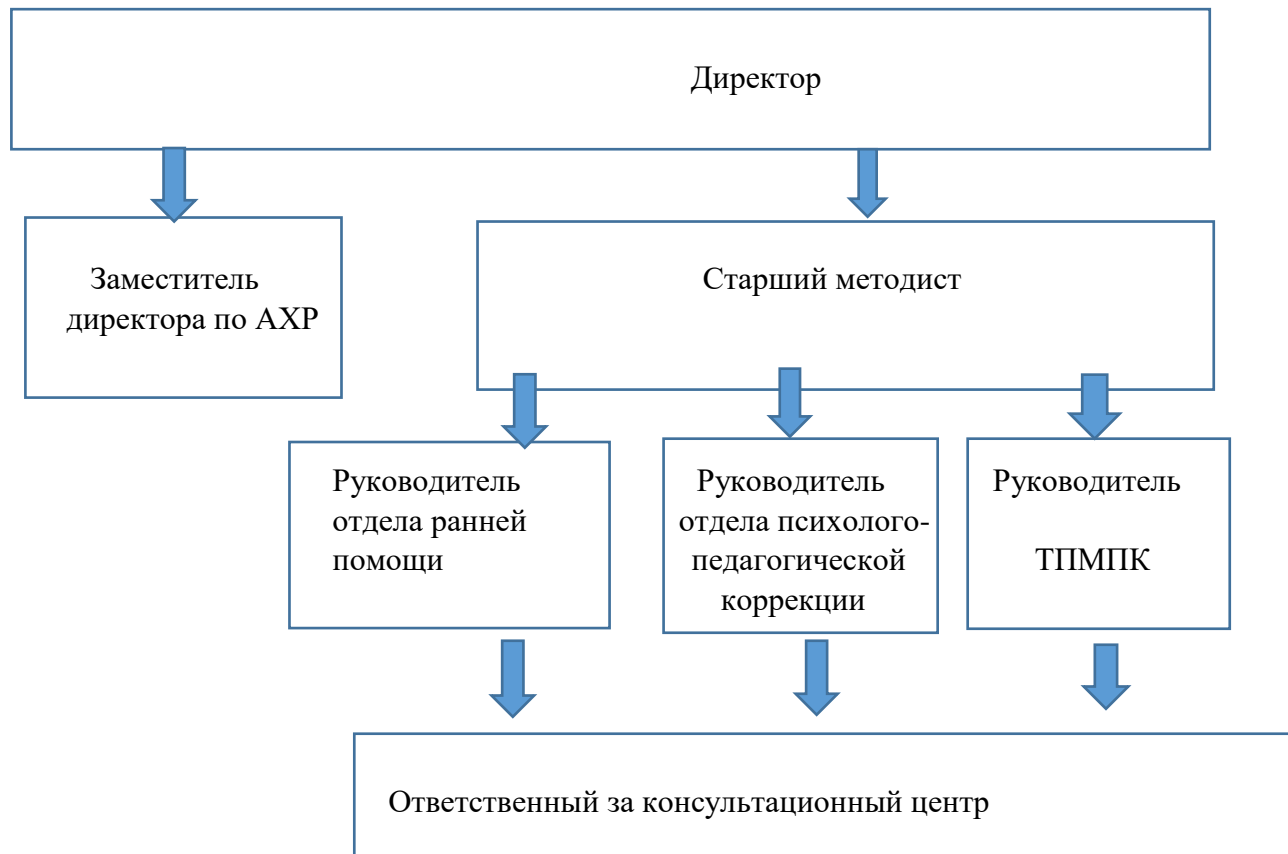 Директор
Заместитель
директора по АХР
Старший методист
Руководитель
отдела ранней
помощи
Руководитель
отдела психолого-
педагогической
коррекции
Руководитель
ТПМПК
Ответственный за консультационный центр